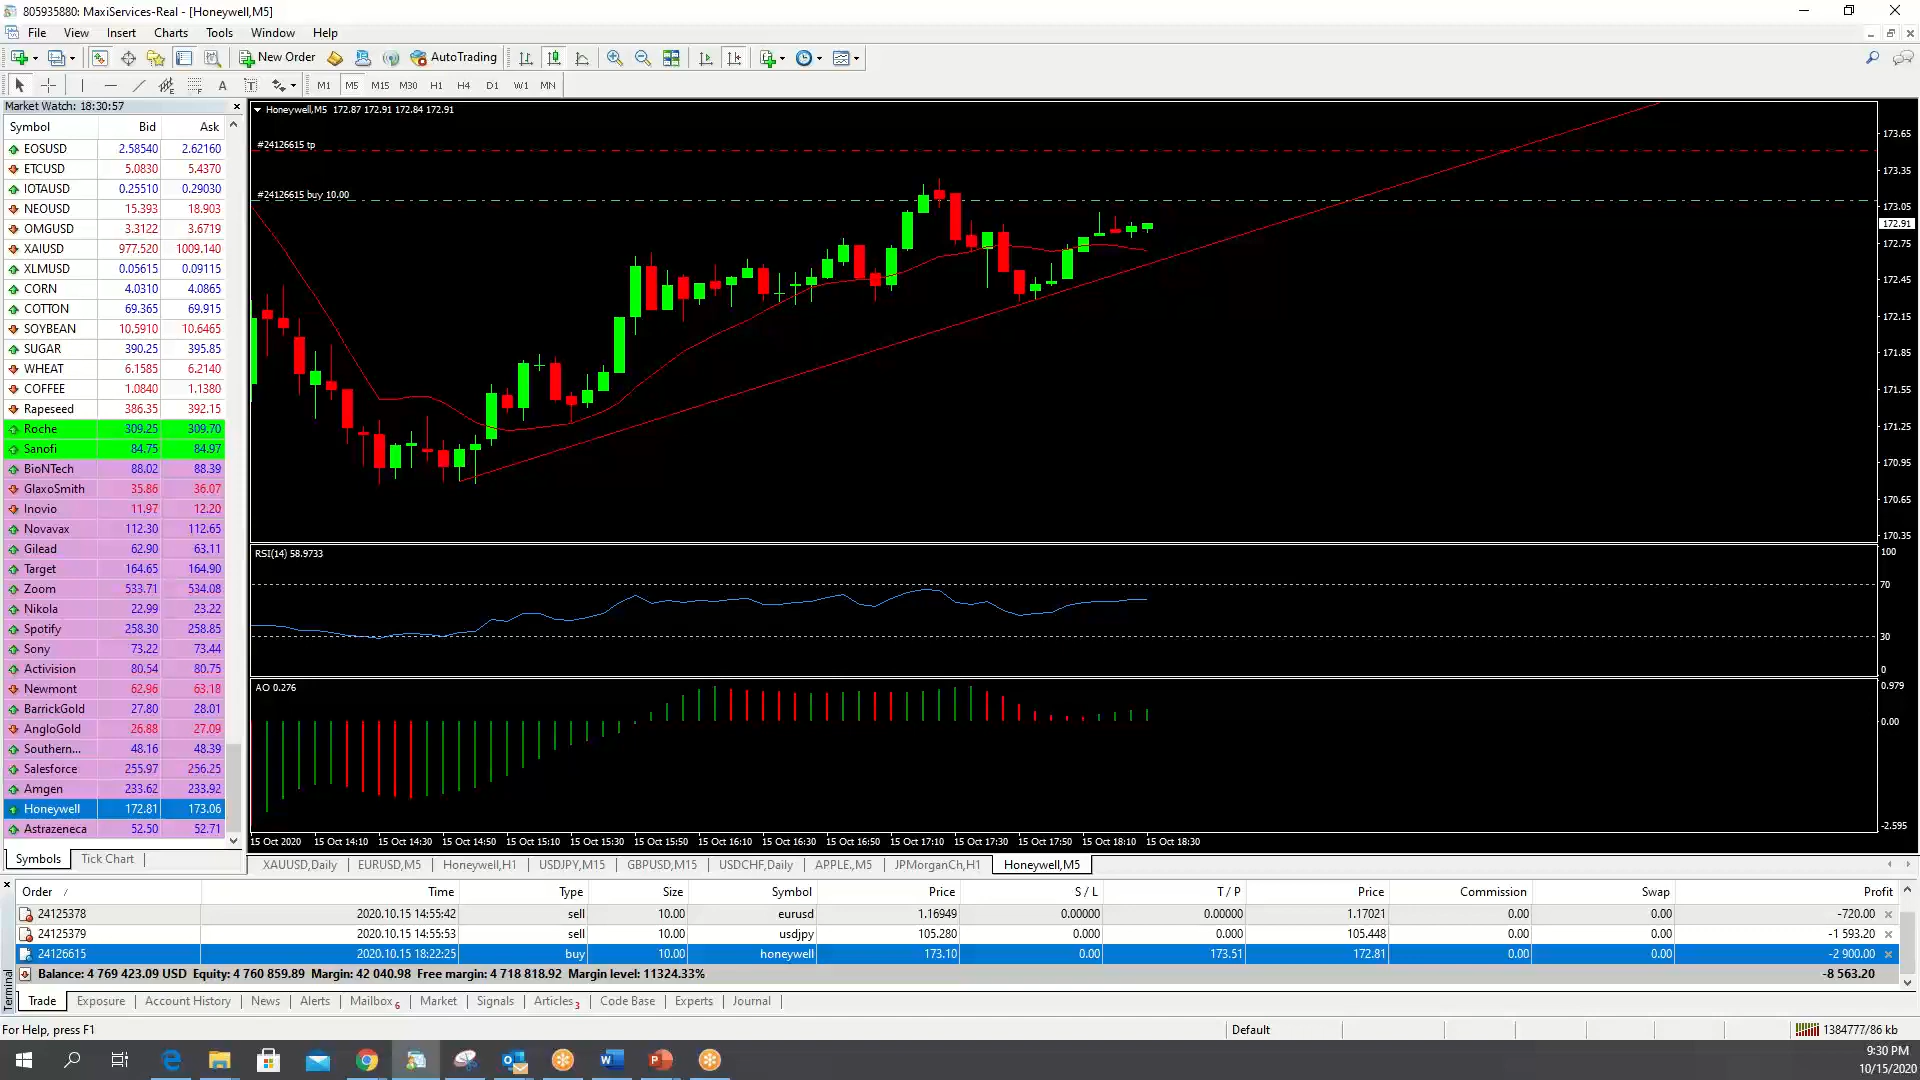 805935880: MaxiServices-Real - [Honeywell,M5]
File View Insert Charts Tools Window Help
New Order AutoTrading
A T M1 M5 M15 M30 H1 H4 D1 W1 MN
Market Watch: 18:30:57
Symbol Bid Ask
EOSUSD 2.58540 2.62160
ETCUSD 5.0830 5.4370
IOTAUSD 0.25510 0.29030
NEOUSD 15.393 18.903
OMGUSD 3.3122 3.6719
XAIUSD 977.520 1009.140
XLMUSD 0.05615 0.09115
CORN 4.0310 4.0865
COTTON 69.365 69.915
SOYBEAN 10.5910 10.6465
SUGAR 390.25 395.85
WHEAT 6.1585 6.2140
COFFEE 1.0840 1.1380
Rapeseed 386.35 392.15
Roche 309.25 309.70
Sanofi 84.75 84.97
BioNTech 88.02 88.39
GlaxoSmith 35.86 36.07
Inovio 11.97 12.20
Novavax 112.30 112.65
Gilead 62.90 63.11
Target 164.65 164.90
Zoom 533.71 534.08
Nikola 22.99 23.22
Spotify 258.30 258.85
Sony 73.22 73.44
Activision 80.54 80.75
Newmont 62.96 63.18
BarrickGold 27.80 28.01
AngloGold 26.88 27.09
Southern... 48.16 48.39
Salesforce 255.97 256.25
Amgen 233.62 233.92
Honeywell 172.81 173.06
Astrazeneca 52.50 52.71
Symbols Tick Chart
Honeywell,M5 172.87 172.91 172.84 172.91
#24126615 tp
#24126615 buy 10.00
173.65
173.35
173.05
172.91
172.75
172.45
172.15
171.85
171.55
171.25
170.95
170.65
170.35
RSI(14) 58.9733
100
70
30
0
AO 0.276
0.979
0.00
-2.595
15 Oct 2020 15 Oct 14:10 15 Oct 14:30 15 Oct 14:50 15 Oct 15:10 15 Oct 15:30 15 Oct 15:50 15 Oct 16:10 15 Oct 16:30 15 Oct 16:50 15 Oct 17:10 15 Oct 17:30 15 Oct 17:50 15 Oct 18:10 15 Oct 18:30
XAUUSD,Daily EURUSD,M5 Honeywell,H1 USDJPY,M15 GBPUSD,M15 USDCHF,Daily APPLE.,M5 JPMorganCh,H1 Honeywell,M5
Order Time Type Size Symbol Price S / L T / P Price Commission Swap Profit
24125378 2020.10.15 14:55:42 sell 10.00 eurusd 1.16949 0.00000 0.00000 1.17021 0.00 0.00 -720.00
24125379 2020.10.15 14:55:53 sell 10.00 usdjpy 105.280 0.000 0.000 105.448 0.00 0.00 -1 593.20
24126615 2020.10.15 18:22:25 buy 10.00 honeywell 173.10 0.00 173.51 172.81 0.00 0.00 -2 900.00
Balance: 4 769 423.09 USD Equity: 4 760 859.89 Margin: 42 040.98 Free margin: 4 718 818.92 Margin level: 11324.33% -8 563.20
Terminal
Trade Exposure Account History News Alerts Mailbox 6 Market Signals Articles 3 Code Base Experts Journal
For Help, press F1 Default 1384777/86 kb
9:30 PM
10/15/2020